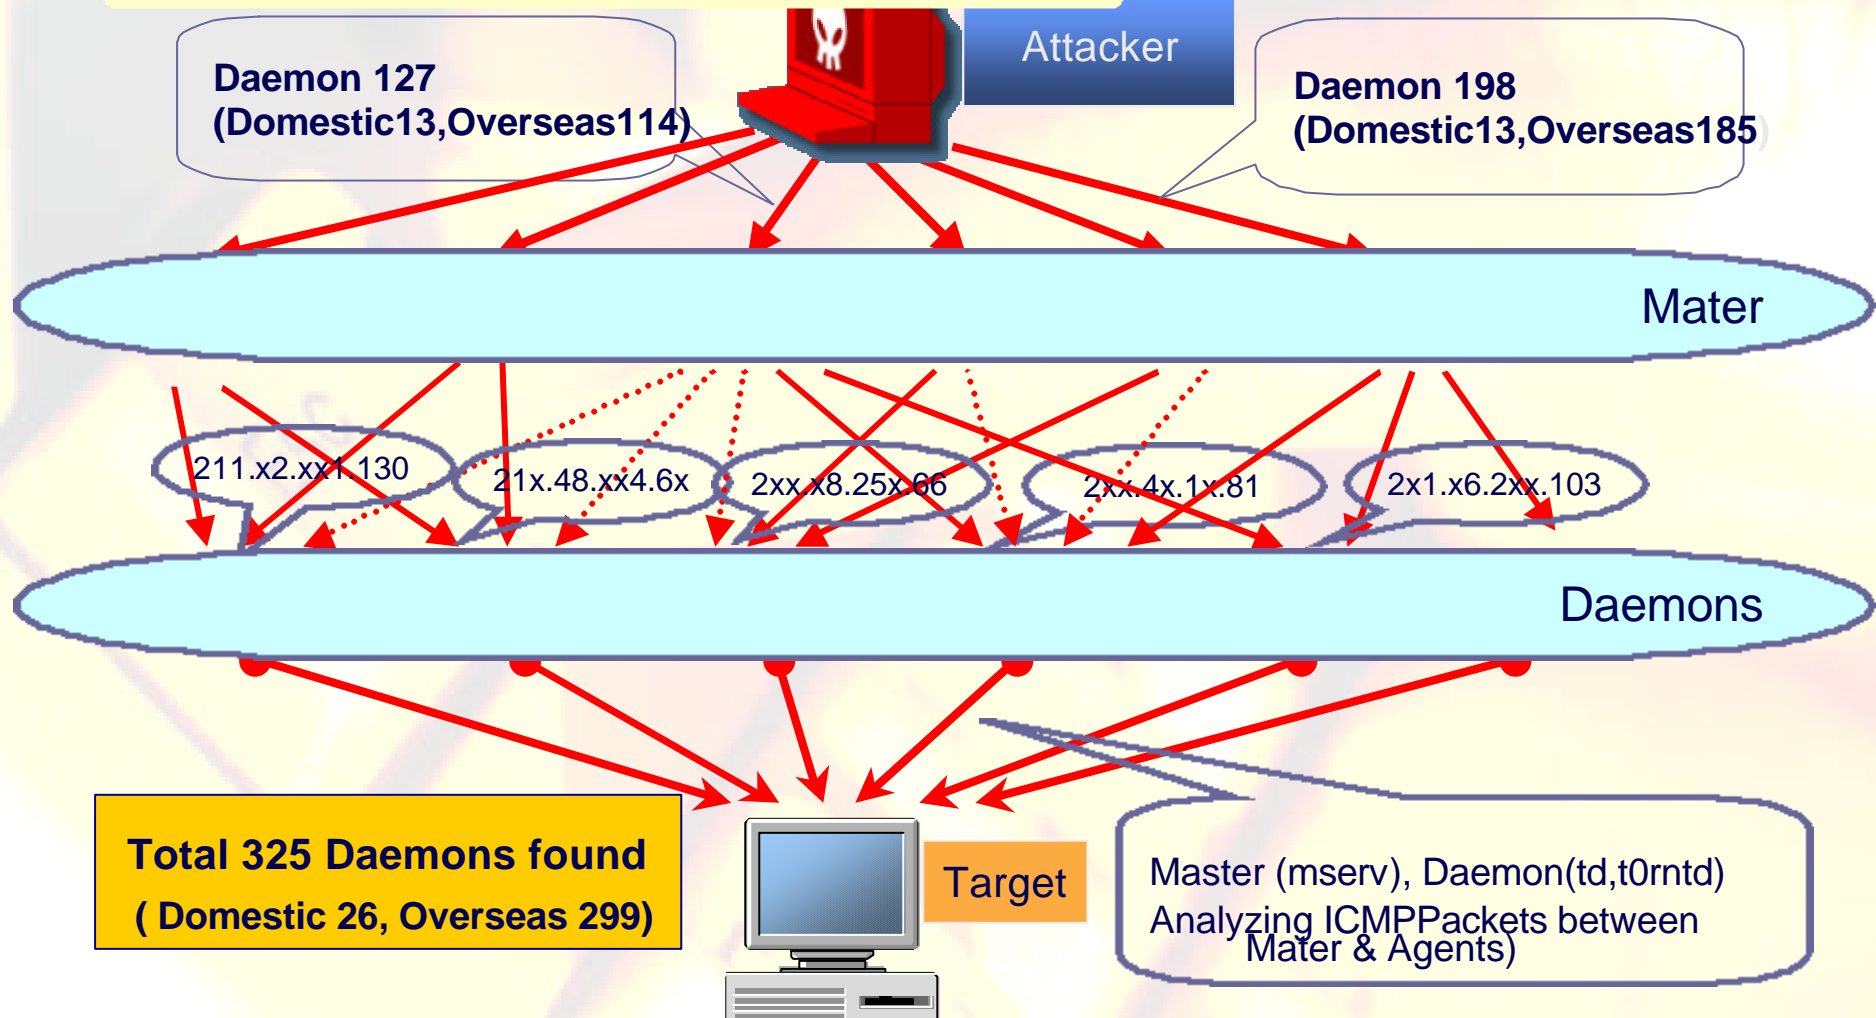 Attacker
Daemon 127
(Domestic13,Overseas114)
Daemon 198
(Domestic13,Overseas185)
Mater
211.x2.xx1.130
21x.48.xx4.6x
2xx.x8.25x.66
2xx.4x.1x.81
2x1.x6.2xx.103
Daemons
Total 325 Daemons found
( Domestic 26, Overseas 299)
Target
Master (mserv), Daemon(td,t0rntd)
Analyzing ICMPPackets between
Mater & Agents)